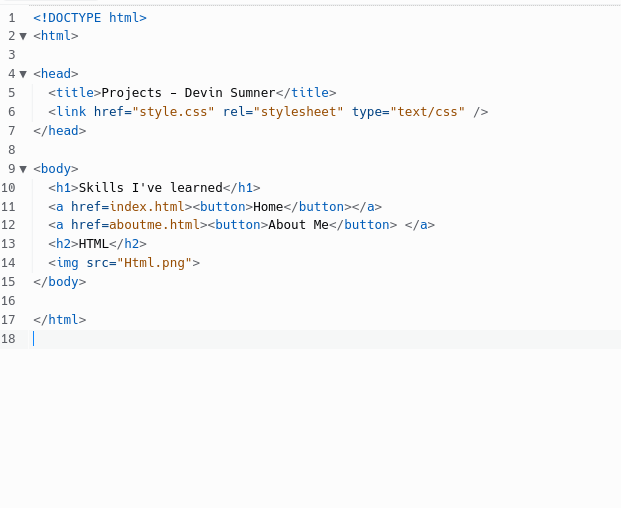 1 <!DOCTYPE html>
2 ▼ <html>
3
4 ▼ <head>
5   <title>Projects - Devin Sumner</title>
6   <link href="style.css" rel="stylesheet" type="text/css" />
7 </head>
8
9 ▼ <body>
10   <h1>Skills I've learned</h1>
11   <a href=index.html><button>Home</button></a>
12   <a href=aboutme.html><button>About Me</button> </a>
13   <h2>HTML</h2>
14   <img src="Html.png">
15 </body>
16
17 </html>
18